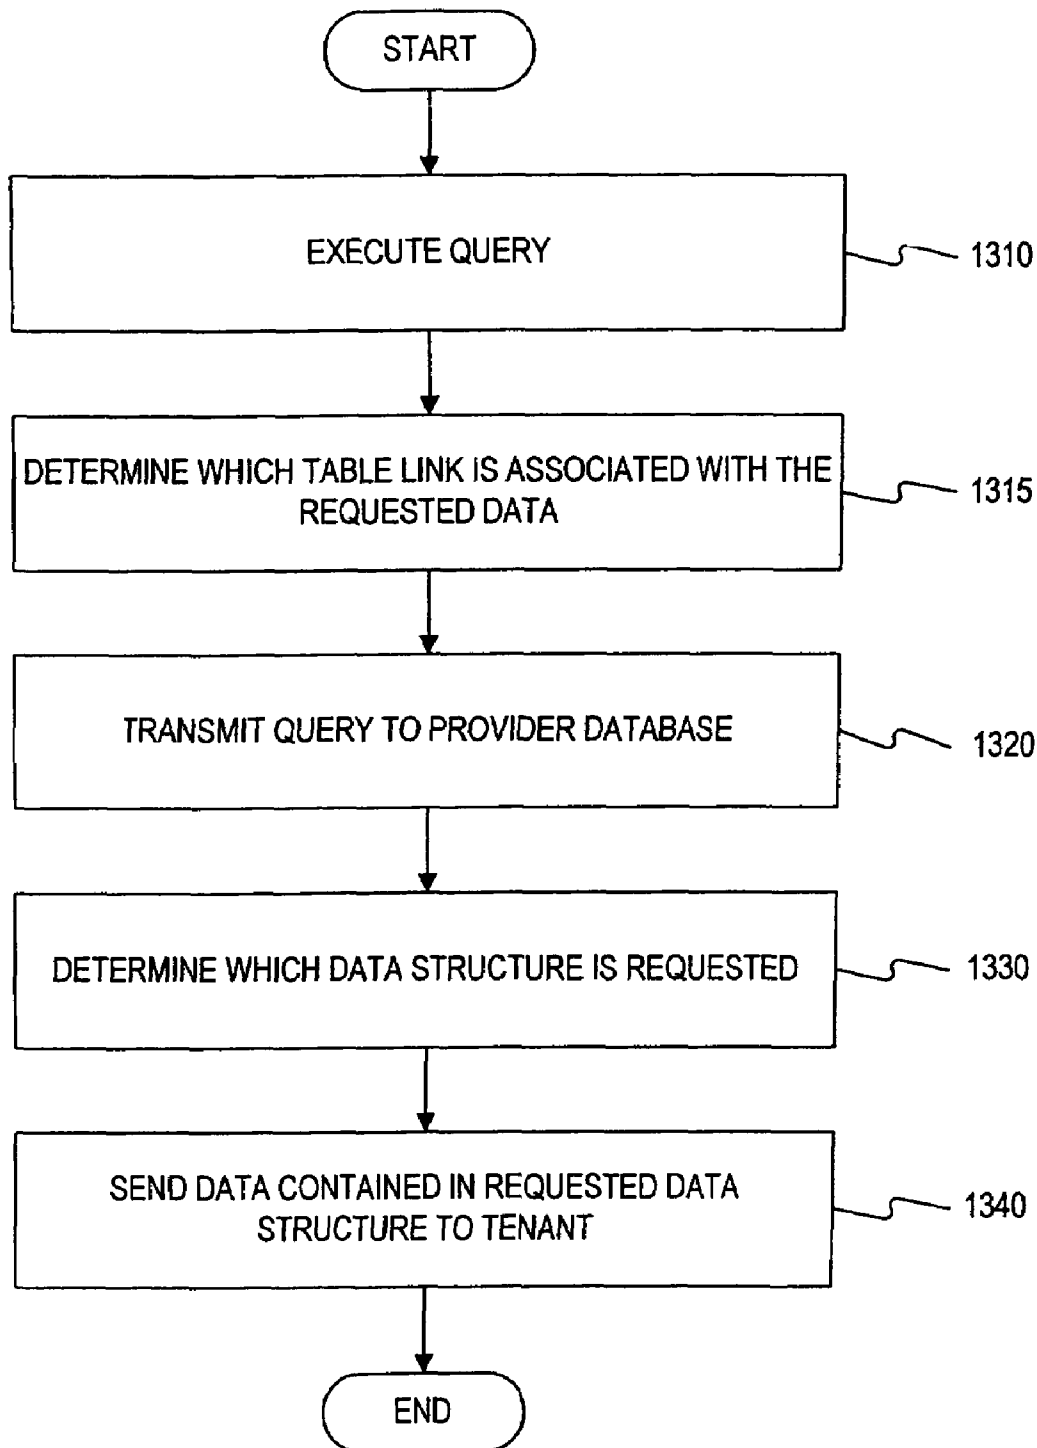 START
EXECUTE QUERY
1310
DETERMINE WHICH TABLE LINK IS ASSOCIATED WITH THE
REQUESTED DATA
1315
TRANSMIT QUERY TO PROVIDER DATABASE
1320
DETERMINE WHICH DATA STRUCTURE IS REQUESTED
1330
SEND DATA CONTAINED IN REQUESTED DATA
STRUCTURE TO TENANT
1340
END